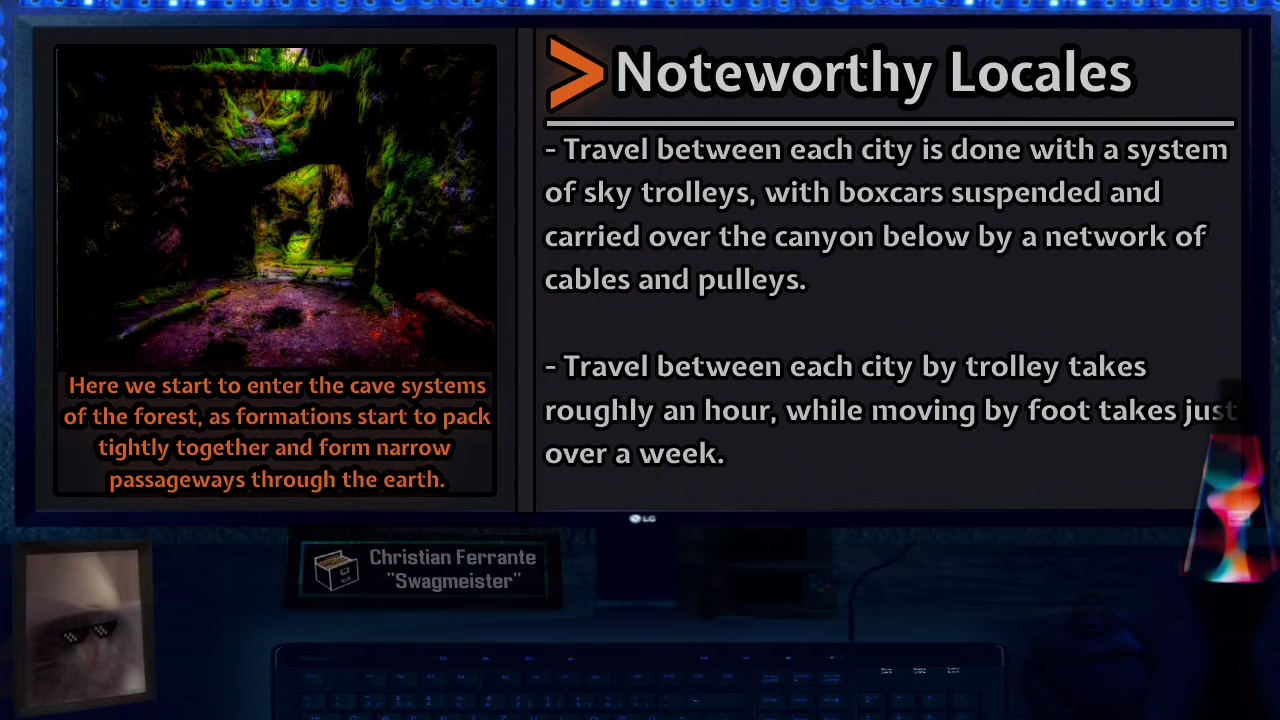 > Noteworthy Locales
- Travel between each city is done with a system
of sky trolleys, with boxcars suspended and
carried over the canyon below by a network of
cables and pulleys.
- Travel between each city by trolley takes
roughly an hour, while moving by foot takes just
over a week.
Here we start to enter the cave systems
of the forest, as formations start to pack
tightly together and form narrow
passageways through the earth.
LG
Christian Ferrante
"Swagmeister"